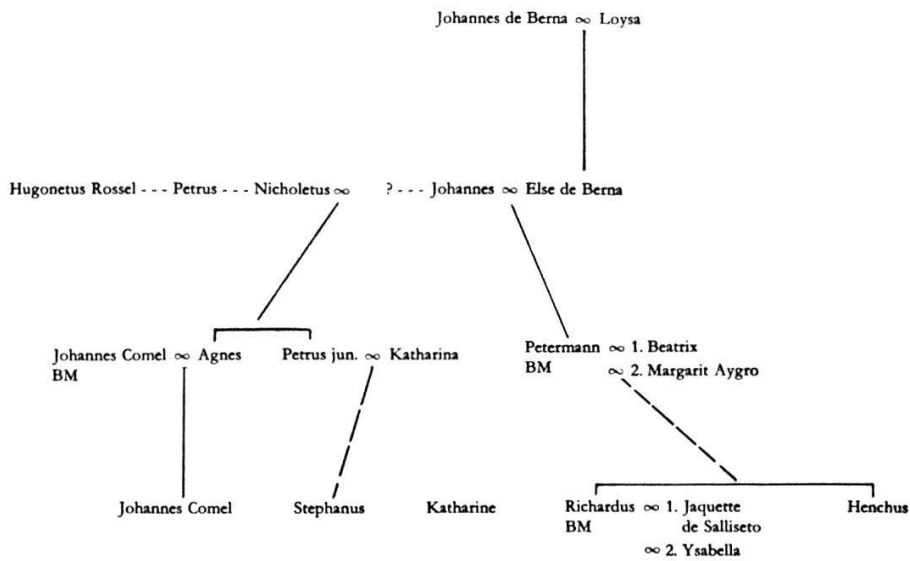 Johannes de Berna ∞ Loysa
Hugonetus Rossel - - - Petrus - - - Nicholetus ∞ ? - - - Johannes ∞ Else de Berna
Johannes Comel ∞ Agnes Petrus jun. ∞ Katharina
BM
Petermann ∞ 1. Beatrix
BM ∞ 2. Margarit Aygro
Johannes Comel Stephanus Katharine
Richardus ∞ 1. Jaquette
BM de Salliseto
∞ 2. Ysabella
Henchus